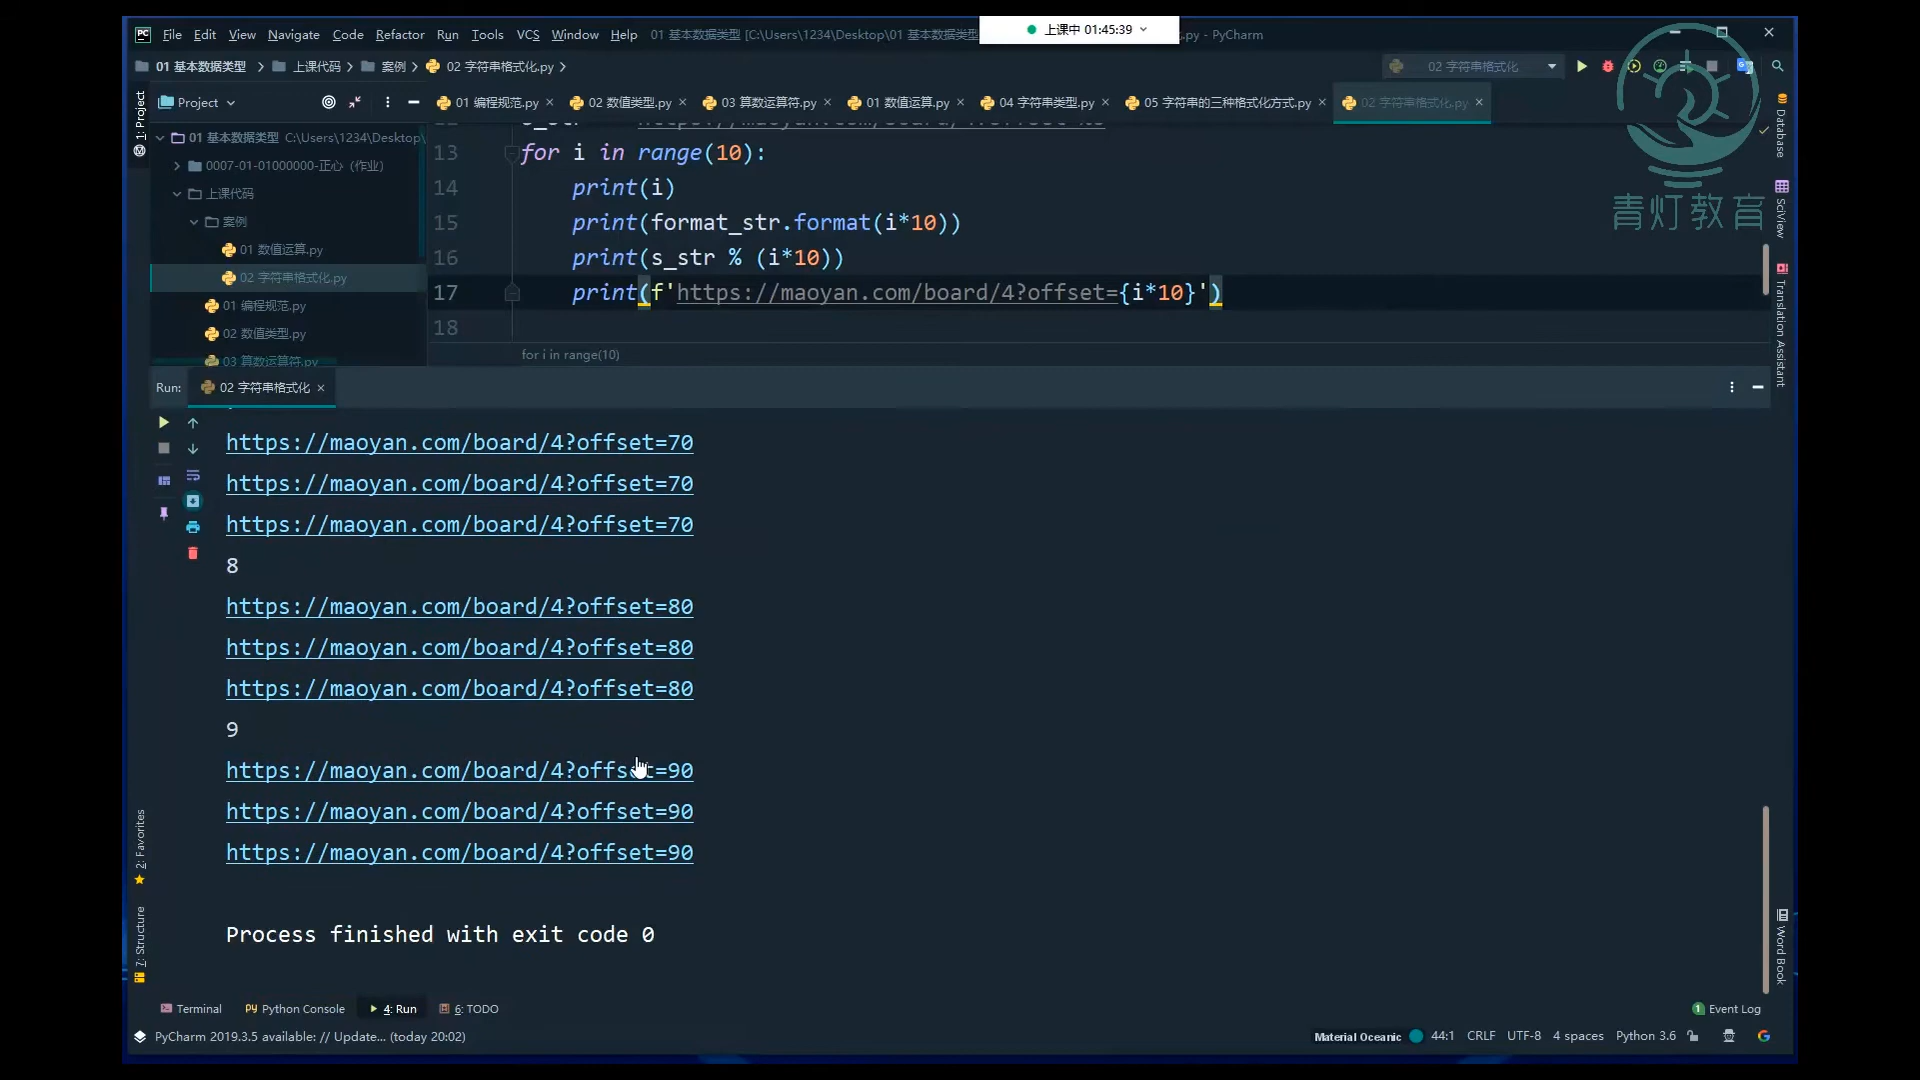 File Edit View Navigate Code Refactor Run Tools VCS Window Help 01 基本数据类型 [C:\Users\1234\Desktop\01 基本数据类型 上课中 01:45:39 .py - PyCharm
01 基本数据类型 上课代码 案例 02 字符串格式化.py 02 字符串格式化
Project 01 编程规范.py 02 数值类型.py 03 算数运算符.py 01 数值运算.py 04 字符串类型.py 05 字符串的三种格式化方式.py 02 字符串格式化.py
1: Project
01 基本数据类型 C:\Users\1234\Desktop\
0007-01-01000000-正心（作业）
上课代码
案例
01 数值运算.py
02 字符串格式化.py
01 编程规范.py
02 数值类型.py
03 算数运算符.py
13 for i in range(10):
14 print(i)
15 print(format_str.format(i*10))
16 print(s_str % (i*10))
17 print(f'https://maoyan.com/board/4?offset={i*10}')
18
for i in range(10)
青灯教育
Database
SciView
Translation Assistant
Run: 02 字符串格式化
https://maoyan.com/board/4?offset=70
https://maoyan.com/board/4?offset=70
https://maoyan.com/board/4?offset=70
8
https://maoyan.com/board/4?offset=80
https://maoyan.com/board/4?offset=80
https://maoyan.com/board/4?offset=80
9
https://maoyan.com/board/4?offset=90
https://maoyan.com/board/4?offset=90
https://maoyan.com/board/4?offset=90
Process finished with exit code 0
2: Favorites
7: Structure
Word Book
Terminal Python Console 4: Run 6: TODO 1 Event Log
PyCharm 2019.3.5 available: // Update... (today 20:02) Material Oceanic 44:1 CRLF UTF-8 4 spaces Python 3.6